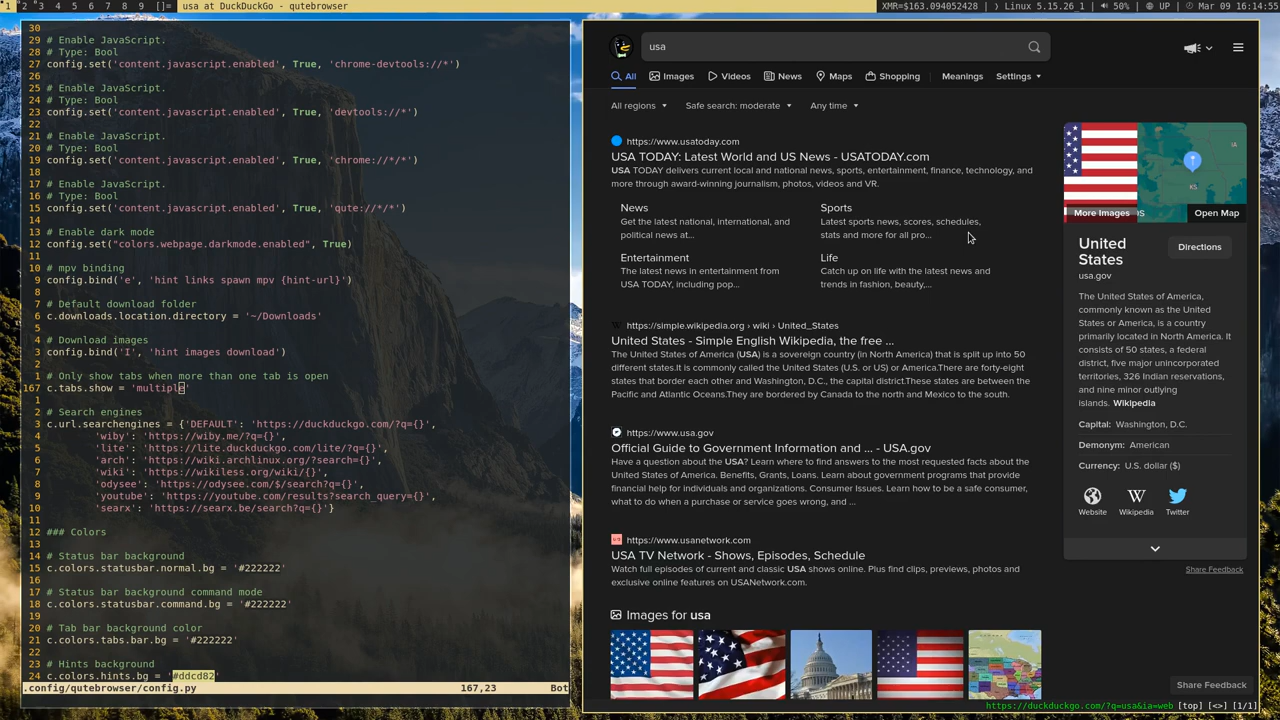 1 2 3 4 5 6 7 8 9 []= usa at DuckDuckGo - qutebrowser
XMR=$163.094052428 | ⟩ Linux 5.15.26_1 | 50% | UP | Mar 09 16:14:55
30
29 # Enable JavaScript.
28 # Type: Bool
27 config.set('content.javascript.enabled', True, 'chrome-devtools://*')
26
25 # Enable JavaScript.
24 # Type: Bool
23 config.set('content.javascript.enabled', True, 'devtools://*')
22
21 # Enable JavaScript.
20 # Type: Bool
19 config.set('content.javascript.enabled', True, 'chrome://*/*')
18
17 # Enable JavaScript.
16 # Type: Bool
15 config.set('content.javascript.enabled', True, 'qute://*/*')
14
13 # Enable dark mode
12 config.set("colors.webpage.darkmode.enabled", True)
11
10 # mpv binding
9 config.bind('e', 'hint links spawn mpv {hint-url}')
8
7 # Default download folder
6 c.downloads.location.directory = '~/Downloads'
5
4 # Download images
3 config.bind('I', 'hint images download')
2
1 # Only show tabs when more than one tab is open
167 c.tabs.show = 'multiple'
1
2 # Search engines
3 c.url.searchengines = {'DEFAULT': 'https://duckduckgo.com/?q={}',
4 'wiby': 'https://wiby.me/?q={}',
5 'lite': 'https://lite.duckduckgo.com/lite/?q={}',
6 'arch': 'https://wiki.archlinux.org/?search={}',
7 'wiki': 'https://wikiless.org/wiki/{}',
8 'odysee': 'https://odysee.com/$/search?q={}',
9 'youtube': 'https://youtube.com/results?search_query={}',
10 'searx': 'https://searx.be/search?q={}'}
11
12 ### Colors
13
14 # Status bar background
15 c.colors.statusbar.normal.bg = '#222222'
16
17 # Status bar background command mode
18 c.colors.statusbar.command.bg = '#222222'
19
20 # Tab bar background color
21 c.colors.tabs.bar.bg = '#222222'
22
23 # Hints background
24 c.colors.hints.bg = '#ddcd82'
.config/qutebrowser/config.py 167,23 Bot
usa
All Images Videos News Maps Shopping Meanings Settings
All regions Safe search: moderate Any time
https://www.usatoday.com
USA TODAY: Latest World and US News - USATODAY.com
USA TODAY delivers current local and national news, sports, entertainment, finance, technology, and
more through award-winning journalism, photos, videos and VR.
News
Get the latest national, international, and
political news at...
Sports
Latest sports news, scores, schedules,
stats and more for all pro...
Entertainment
The latest news in entertainment from
USA TODAY, including pop...
Life
Catch up on life with the latest news and
trends in fashion, beauty,...
https://simple.wikipedia.org › wiki › United_States
United States - Simple English Wikipedia, the free ...
The United States of America (USA) is a sovereign country (in North America) that is split up into 50
different states.It is commonly called the United States (U.S. or US) or America.There are forty-eight
states that border each other and Washington, D.C., the capital district.These states are between the
Pacific and Atlantic Oceans.They are bordered by Canada to the north and Mexico to the south.
https://www.usa.gov
Official Guide to Government Information and ... - USA.gov
Have a question about the USA? Learn where to find answers to the most requested facts about the
United States of America. Benefits, Grants, Loans. Learn about government programs that provide
financial help for individuals and organizations. Consumer Issues. Learn how to be a safe consumer,
what to do when a purchase or service goes wrong, and ...
https://www.usanetwork.com
USA TV Network - Shows, Episodes, Schedule
Watch full episodes of current and classic USA shows online. Plus find clips, previews, photos and
exclusive online features on USANetwork.com.
Images for usa
IA
KS
More Images
Open Map
United
States
Directions
usa.gov
The United States of America,
commonly known as the United
States or America, is a country
primarily located in North America. It
consists of 50 states, a federal
district, five major unincorporated
territories, 326 Indian reservations,
and nine minor outlying
islands. Wikipedia
Capital: Washington, D.C.
Demonym: American
Currency: U.S. dollar ($)
Website Wikipedia Twitter
Share Feedback
Share Feedback
https://duckduckgo.com/?q=usa&ia=web [top] [<>] [1/1]